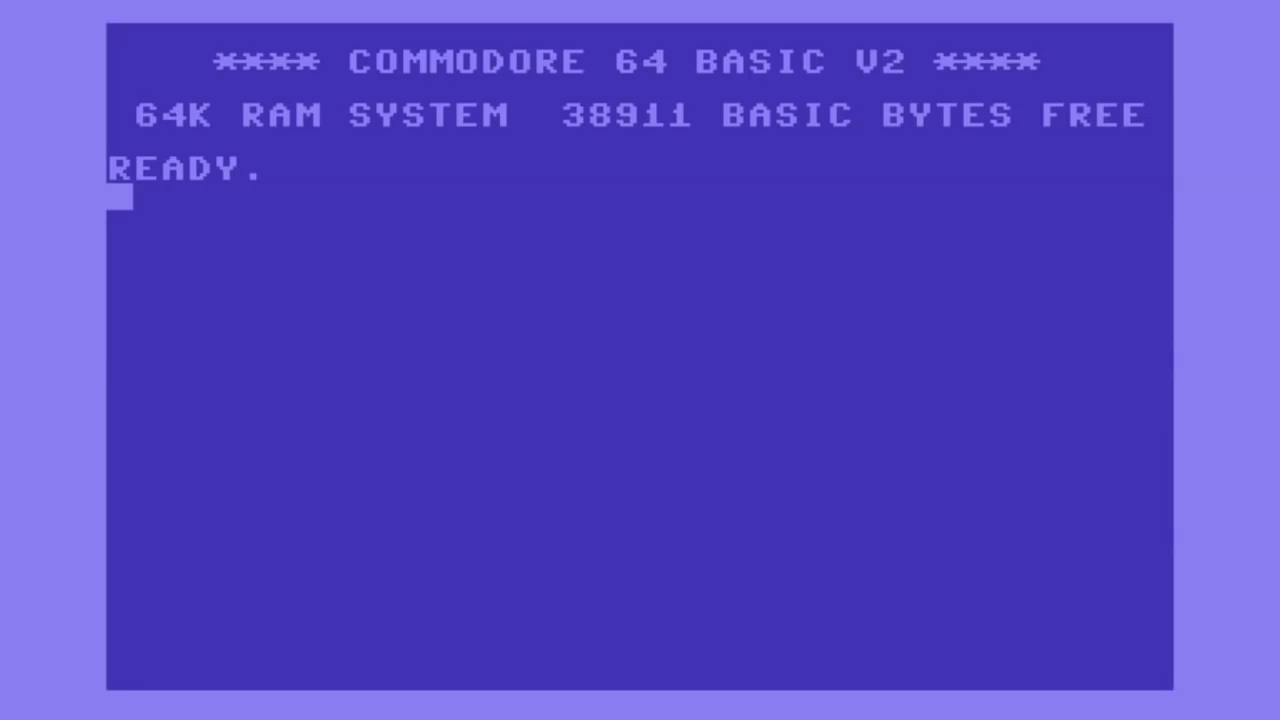 **** COMMODORE 64 BASIC V2 ****
64K RAM SYSTEM  38911 BASIC BYTES FREE
READY.